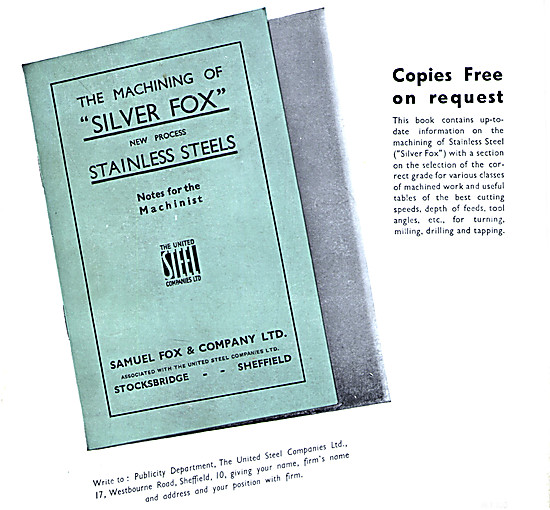 THE MACHINING OF
"SILVER FOX"
NEW PROCESS
STAINLESS STEELS
Notes for the
Machinist
THE UNITED
STEEL
COMPANIES LTD
SAMUEL FOX & COMPANY LTD.
ASSOCIATED WITH THE UNITED STEEL COMPANIES LTD.
STOCKSBRIDGE - - SHEFFIELD
Copies Free
on request
This book contains up-to-
date information on the
machining of Stainless Steel
("Silver Fox") with a section
on the selection of the cor-
rect grade for various classes
of machined work and useful
tables of the best cutting
speeds, depth of feeds, tool
angles, etc., for turning,
milling, drilling and tapping.
Write to : Publicity Department, The United Steel Companies Ltd.,
17, Westbourne Road, Sheffield, 10, giving your name, firm's name
and address and your position with firm.